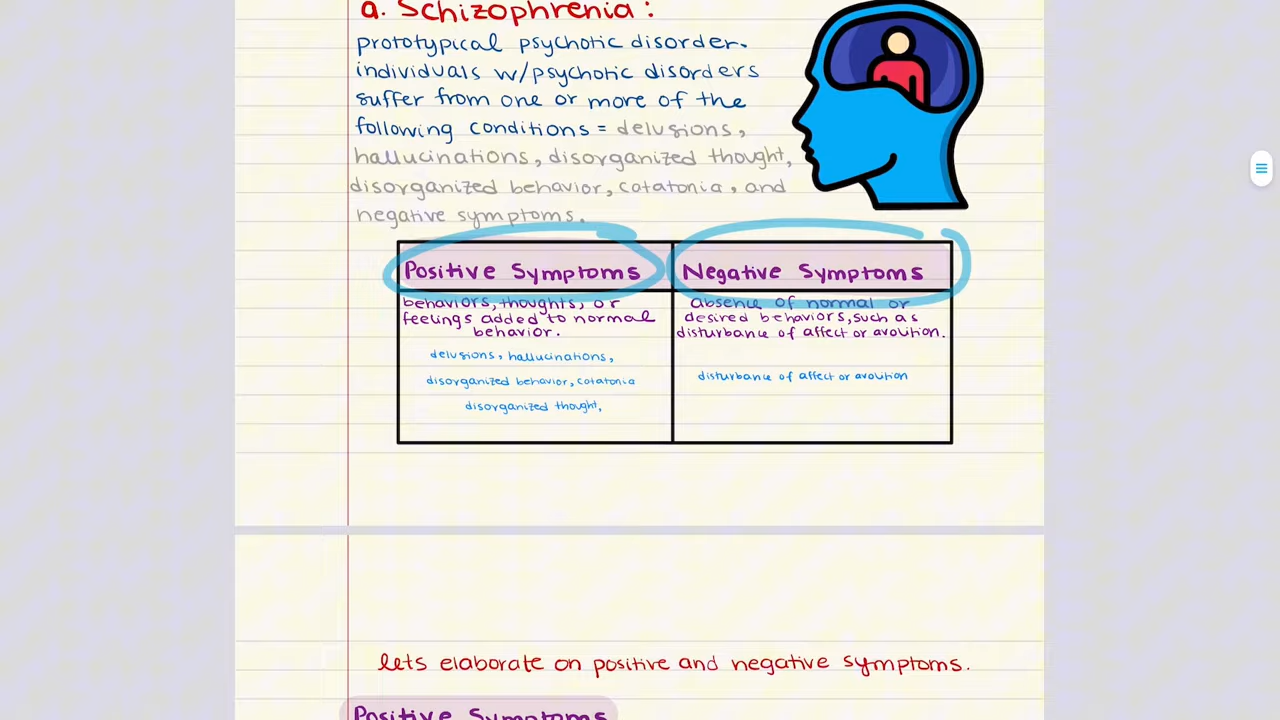 a. Schizophrenia:
prototypical psychotic disorder.
individuals w/psychotic disorders
suffer from one or more of the
following conditions = delusions,
hallucinations, disorganized thought,
disorganized behavior, catatonia, and
negative symptoms.
Positive Symptoms
behaviors, thoughts, or
feelings added to normal
behavior.
delusions, hallucinations,
disorganized behavior, catatonia
disorganized thought,
Negative Symptoms
absence of normal or
desired behaviors, such as
disturbance of affect or avolition.
disturbance of affect or avolition
lets elaborate on positive and negative symptoms.
Positive Symptoms